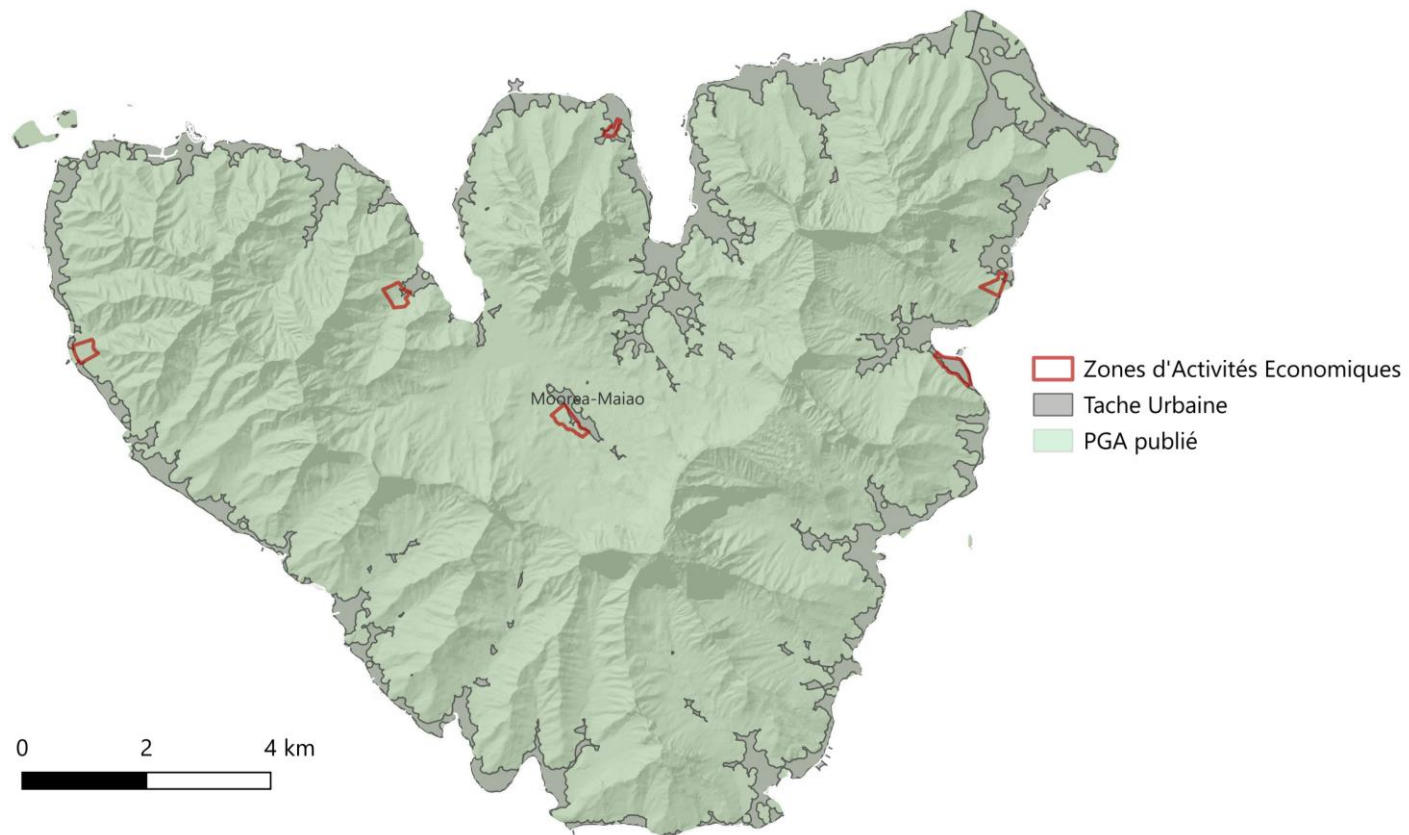 Moorea-Maiao
Zones d'Activités Economiques
Tache Urbaine
PGA publié
0 2 4 km